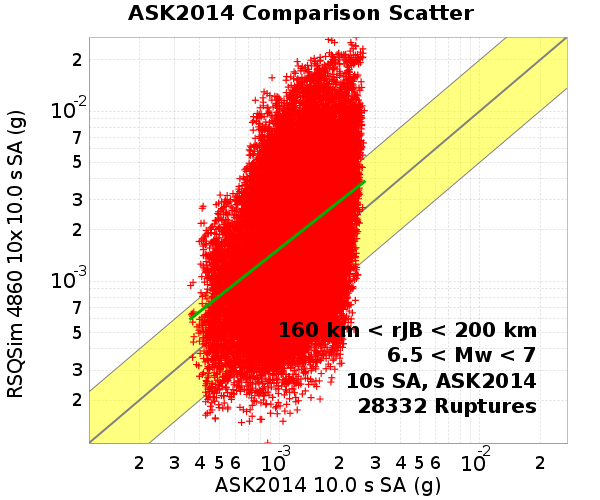 ASK2014 Comparison Scatter
RSQSim 4860 10x 10.0 s SA (g)
2
10-2
7
5
3
2
10-3
7
5
3
2
160 km < rJB < 200 km
6.5 < Mw < 7
10s SA, ASK2014
28332 Ruptures
2 3 4 5 6 10-3 2 3 4 5 6 10-2 2
ASK2014 10.0 s SA (g)